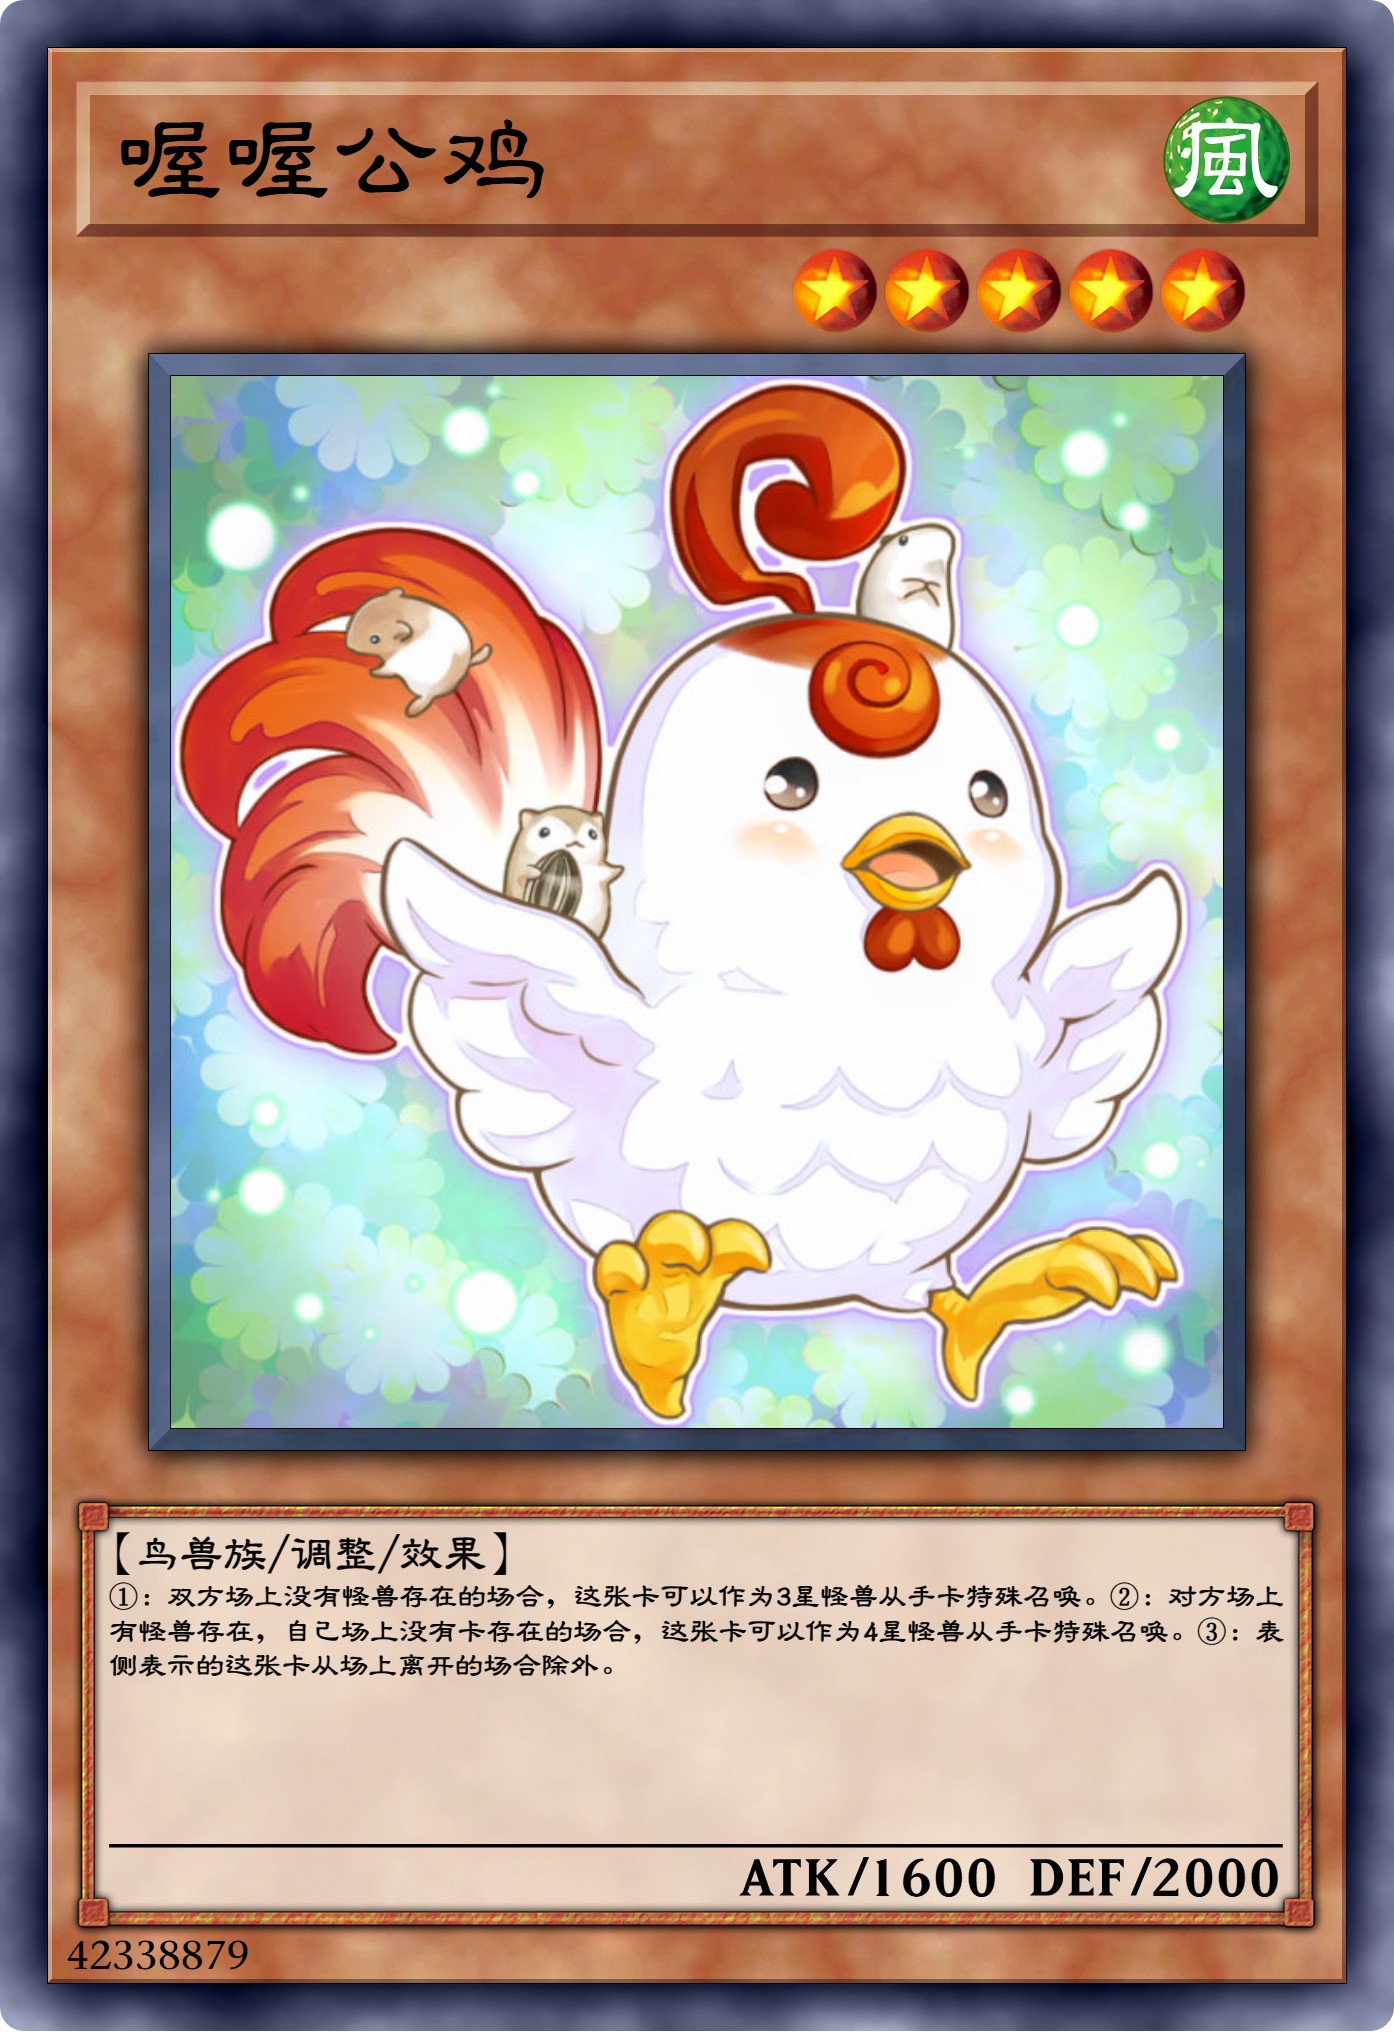 喔喔公鸡
風
【鸟兽族/调整/效果】
①：双方场上没有怪兽存在的场合，这张卡可以作为3星怪兽从手卡特殊召唤。②：对方场上
有怪兽存在，自己场上没有卡存在的场合，这张卡可以作为4星怪兽从手卡特殊召唤。③：表
侧表示的这张卡从场上离开的场合除外。
ATK/1600 DEF/2000
42338879